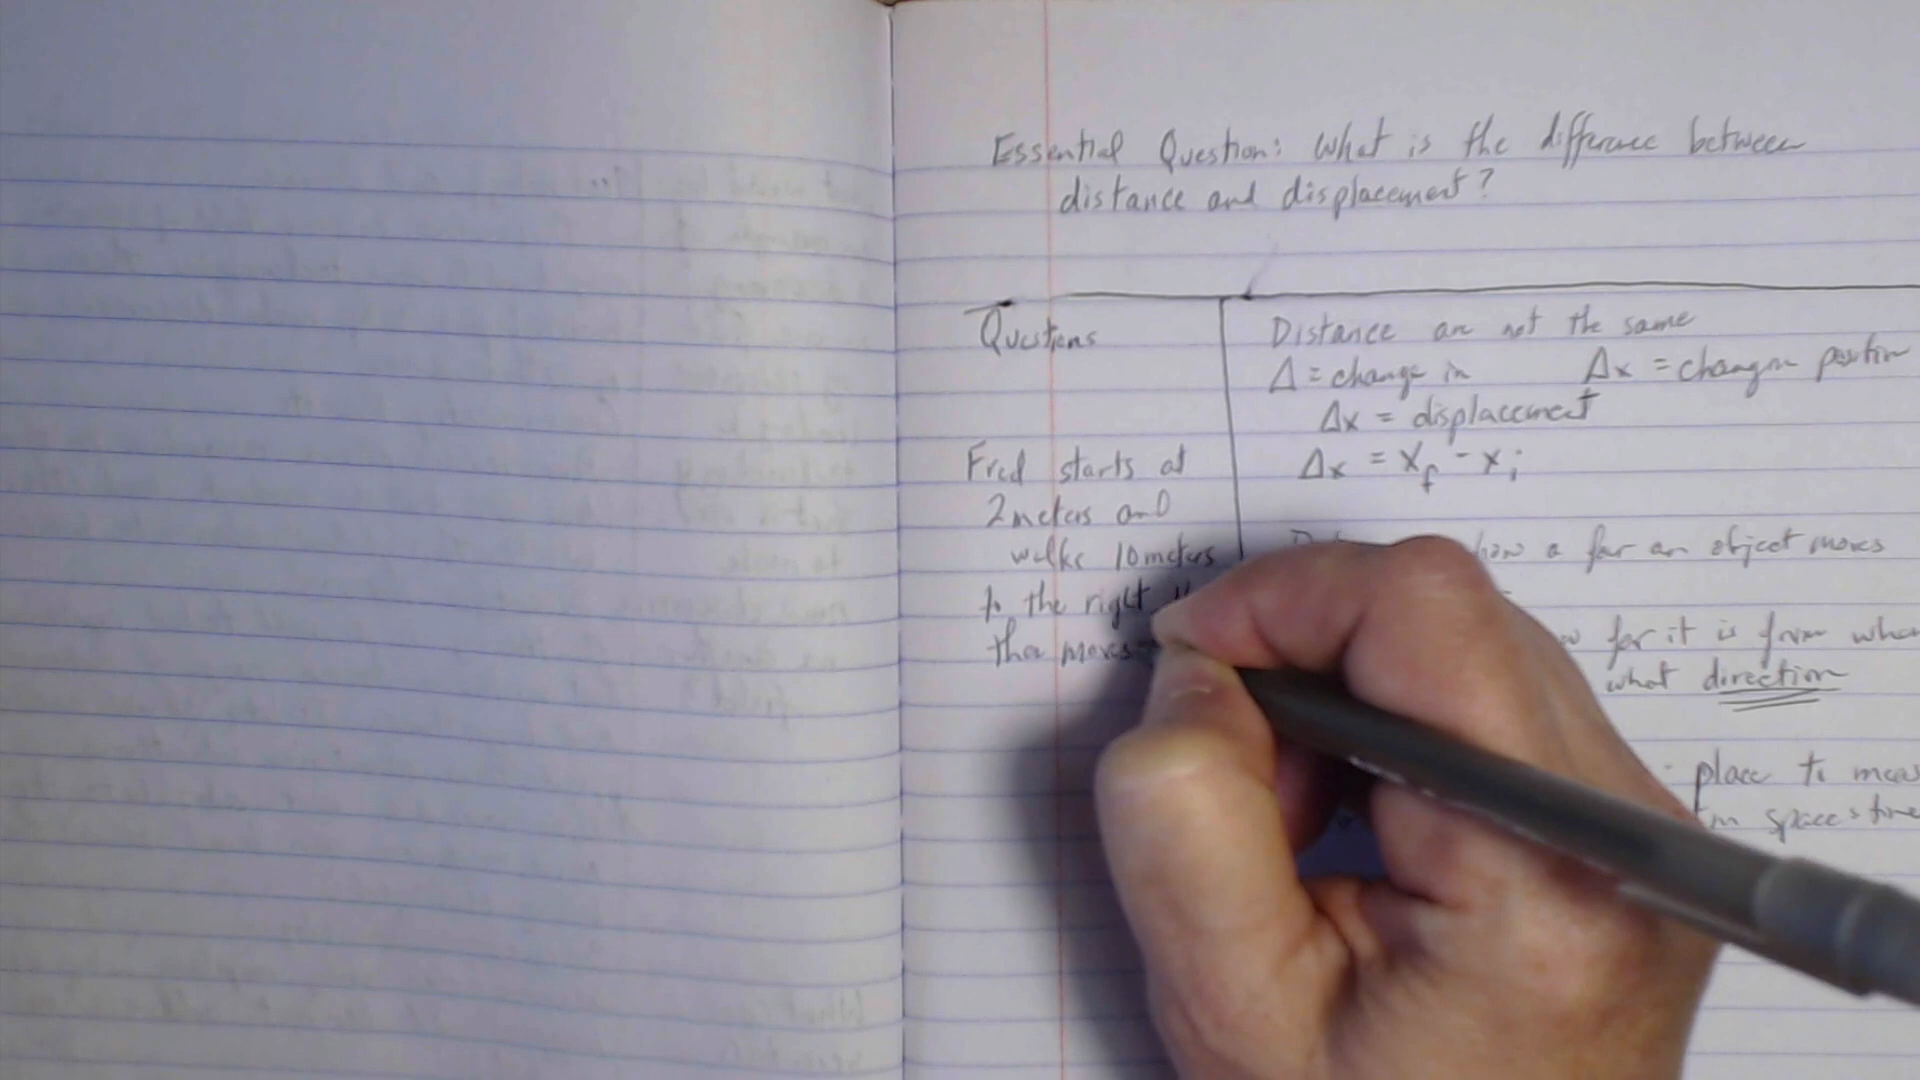 Essential Question: What is the difference between
distance and displacement?
Questions
Distance are not the same
Δ = change in Δx = change in position
Δx = displacement
Fred starts at
Δx = xf - xi
2 meters and
walks 10 meters
how a far an object moves
to the right
then moves
far it is from
what direction
place to
in space & time